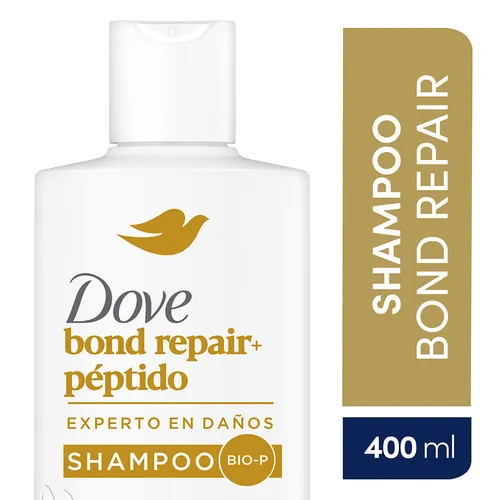 Dove
bond repair+
péptido
EXPERTO EN DAÑOS
SHAMPOO BIO-P
SHAMPOO
BOND REPAIR
400 ml